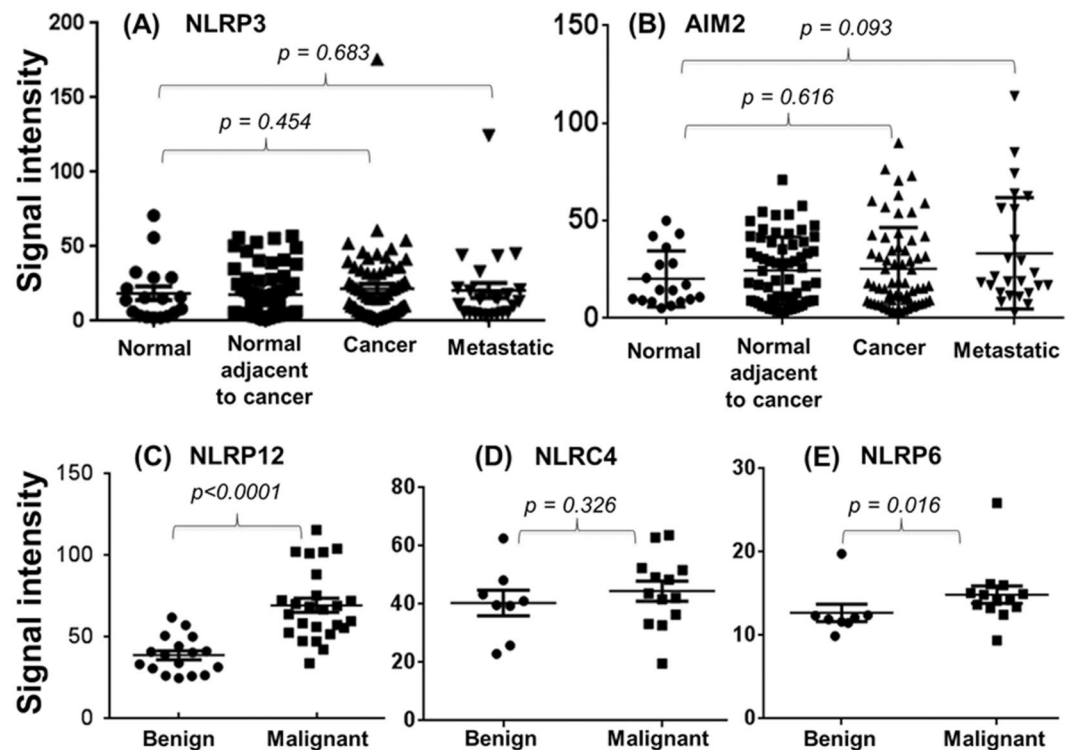 (A) NLRP3
Signal intensity
200
150
100
50
0
p = 0.683
p = 0.454
Normal
Normal
adjacent
to cancer
Cancer
Metastatic
(B) AIM2
150
100
50
0
p = 0.093
p = 0.616
Normal
Normal
adjacent
to cancer
Cancer
Metastatic
(C) NLRP12
Signal intensity
150
100
50
0
p<0.0001
Benign
Malignant
(D) NLRC4
80
60
40
20
0
p = 0.326
Benign
Malignant
(E) NLRP6
30
20
10
0
p = 0.016
Benign
Malignant